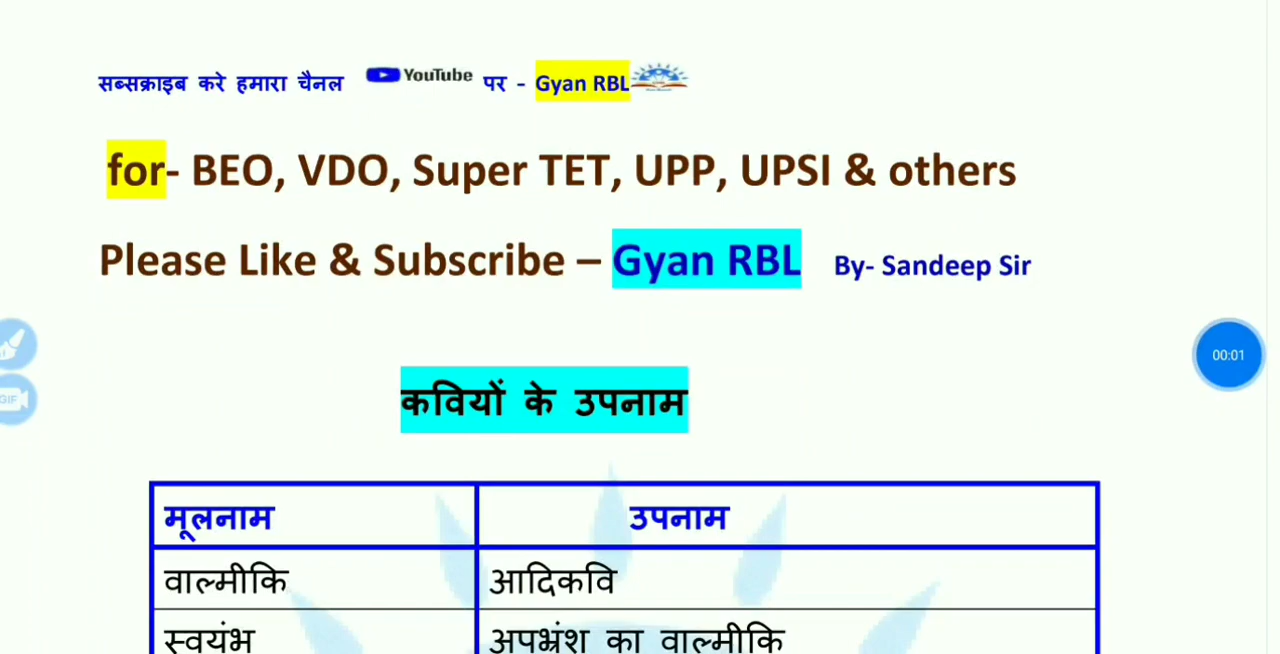 सब्सक्राइब करे हमारा चैनल YouTube पर - Gyan RBL
for- BEO, VDO, Super TET, UPP, UPSI & others
Please Like & Subscribe – Gyan RBL By- Sandeep Sir
00:01
GIF
कवियों के उपनाम
मूलनाम उपनाम
वाल्मीकि आदिकवि
स्वयंभ अपभ्रंश का वाल्मीकि